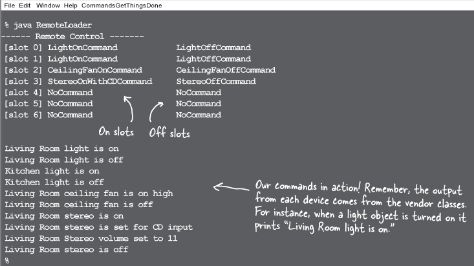 File Edit Window Help CommandsGetThingsDone
% java RemoteLoader
------ Remote Control -------
[slot 0] LightOnCommand LightOffCommand
[slot 1] LightOnCommand LightOffCommand
[slot 2] CeilingFanOnCommand CeilingFanOffCommand
[slot 3] StereoOnWithCDCommand StereoOffCommand
[slot 4] NoCommand NoCommand
[slot 5] NoCommand NoCommand
[slot 6] NoCommand NoCommand
On slots Off slots
Living Room light is on
Living Room light is off
Kitchen light is on
Kitchen light is off
Living Room ceiling fan is on high
Living Room ceiling fan is off
Living Room stereo is on
Living Room stereo is set for CD input
Living Room Stereo volume set to 11
Living Room stereo is off
%
Our commands in action! Remember, the output
from each device comes from the vendor classes.
For instance, when a light object is turned on it
prints "Living Room light is on."